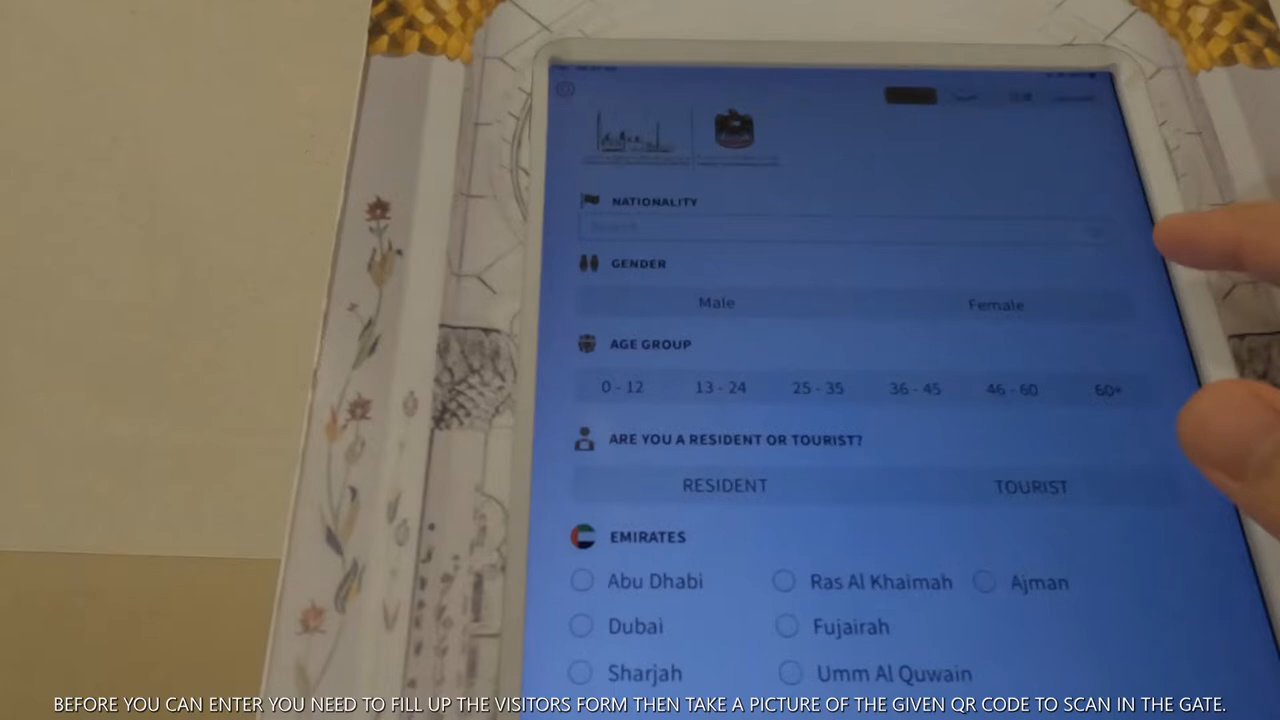 NATIONALITY
Search
GENDER
Male Female
AGE GROUP
0 - 12 13 - 24 25 - 35 36 - 45 46 - 60 60+
ARE YOU A RESIDENT OR TOURIST?
RESIDENT TOURIST
EMIRATES
Abu Dhabi Ras Al Khaimah Ajman
Dubai Fujairah
Sharjah Umm Al Quwain
BEFORE YOU CAN ENTER YOU NEED TO FILL UP THE VISITORS FORM THEN TAKE A PICTURE OF THE GIVEN QR CODE TO SCAN IN THE GATE.